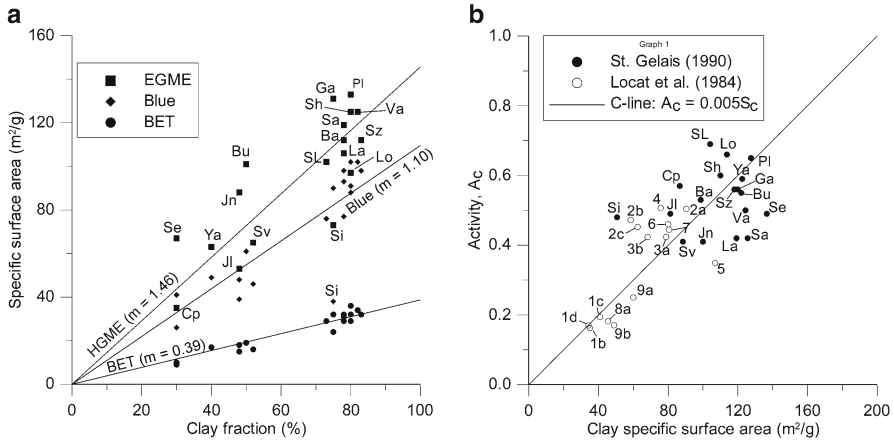 a
160
120
80
40
0
Specific surface area (m²/g)
0 20 40 60 80 100
Clay fraction (%)
EGME
Blue
BET
Ga
Pl
Sh
Va
Sa
Ba
Sz
SL
La
Lo
Bu
Jn
Se
Ya
Sv
Si
Jl
Cp
Si
HGME (m = 1.46)
Blue (m = 1.10)
BET (m = 0.39)
b
1.0
0.8
0.6
0.4
0.2
0.0
Activity, Ac
0 40 80 120 160 200
Clay specific surface area (m²/g)
Graph 1
St. Gelais (1990)
Locat et al. (1984)
C-line: Ac = 0.005Sc
SL
Lo
Sh
Ya
Pl
Cp
Ga
Ba
Sz
Bu
Si
2b
4
Jl
2a
Va
Se
2c
6
7
3b
3a
Sv
Jn
La
Sa
5
9a
1c
8a
1d
1b
9b